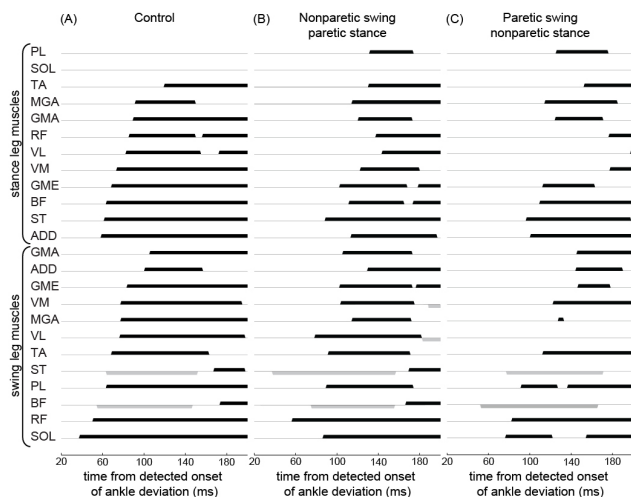 (A) Control (B) Nonparetic swing (C) Paretic swing
paretic stance nonparetic stance
stance leg muscles
PL
SOL
TA
MGA
GMA
RF
VL
VM
GME
BF
ST
ADD
swing leg muscles
GMA
ADD
GME
VM
MGA
VL
TA
ST
PL
BF
RF
SOL
20 60 100 140 180 20 60 100 140 180 20 60 100 140 180
time from detected onset time from detected onset time from detected onset
of ankle deviation (ms) of ankle deviation (ms) of ankle deviation (ms)